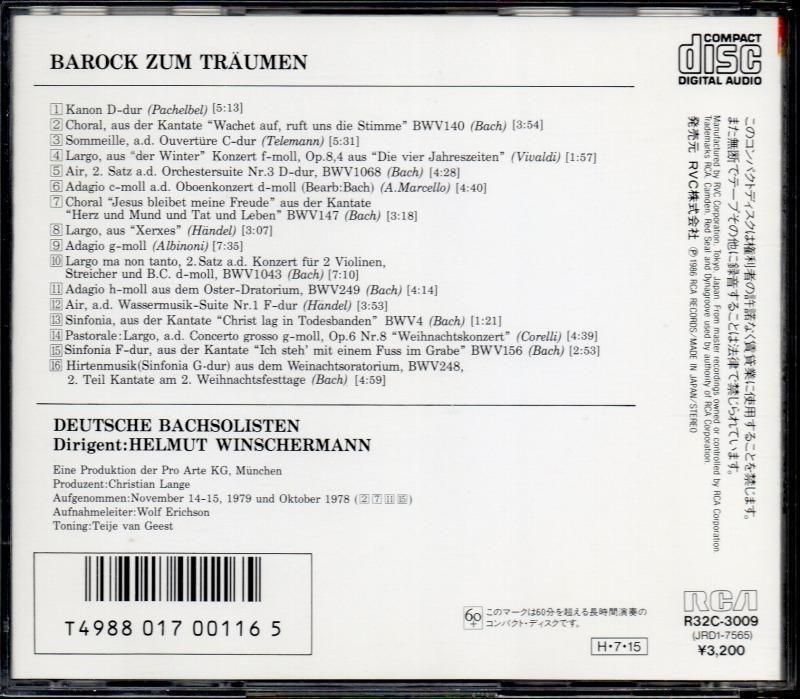 BAROCK ZUM TRÄUMEN
COMPACT
disc
DIGITAL AUDIO
1 Kanon D-dur (Pachelbel) [5:13]
2 Choral, aus der Kantate "Wachet auf, ruft uns die Stimme" BWV140 (Bach) [3:54]
3 Sommeille, a.d. Ouvertüre C-dur (Telemann) [5:31]
4 Largo, aus "der Winter" Konzert f-moll, Op.8,4 aus "Die vier Jahreszeiten" (Vivaldi) [1:57]
5 Air, 2. Satz a.d. Orchestersuite Nr.3 D-dur, BWV1068 (Bach) [4:28]
6 Adagio c-moll a.d. Oboenkonzert d-moll (Bearb:Bach) (A.Marcello) [4:40]
7 Choral "Jesus bleibet meine Freude" aus der Kantate
"Herz und Mund und Tat und Leben" BWV147 (Bach) [3:18]
8 Largo, aus "Xerxes" (Händel) [3:07]
9 Adagio g-moll (Albinoni) [7:35]
10 Largo ma non tanto, 2.Satz a.d. Konzert für 2 Violinen,
Streicher und B.C. d-moll, BWV1043 (Bach) [7:10]
11 Adagio h-moll aus dem Oster-Dratorium, BWV249 (Bach) [4:14]
12 Air, a.d. Wassermusik-Suite Nr.1 F-dur (Händel) [3:53]
13 Sinfonia, aus der Kantate "Christ lag in Todesbanden" BWV4 (Bach) [1:21]
14 Pastorale:Largo, a.d. Concerto grosso g-moll, Op.6 Nr.8 "Weihnachtskonzert" (Corelli) [4:39]
15 Sinfonia F-dur, aus der Kantate "Ich steh' mit einem Fuss im Grabe" BWV156 (Bach) [2:53]
16 Hirtenmusik(Sinfonia G-dur) aus dem Weinachtsoratorium, BWV248,
2. Teil Kantate am 2. Weihnachtsfesttage (Bach) [4:59]
DEUTSCHE BACHSOLISTEN
Dirigent:HELMUT WINSCHERMANN
Eine Produktion der Pro Arte KG, München
Produzent:Christian Lange
Aufgenommen:November 14-15, 1979 und Oktober 1978 (2 7 11 15)
Aufnahmeleiter:Wolf Erichson
Toning:Teije van Geest
T4988 017 00116 5
60+ このマークは60分を超える長時間演奏の
コンパクト・ディスクです。
H・7・15
このコンパクトディスクは権利者の許諾なく賃貸業に使用することを禁じます。
また無断でテープその他に録音することは法律で禁じられています。
Manufactured by RVC Corporation, Tokyo, Japan. From master recordings owned or controlled by RCA Corporation.
Trademarks RCA, Camden, Red Seal and Dynagroove used by authority of RCA Corporation.
発売元 RVC株式会社 ℗1986 RCA RECORDS/MADE IN JAPAN/STEREO
RCA
R32C-3009
(JRD1-7565)
¥3,200